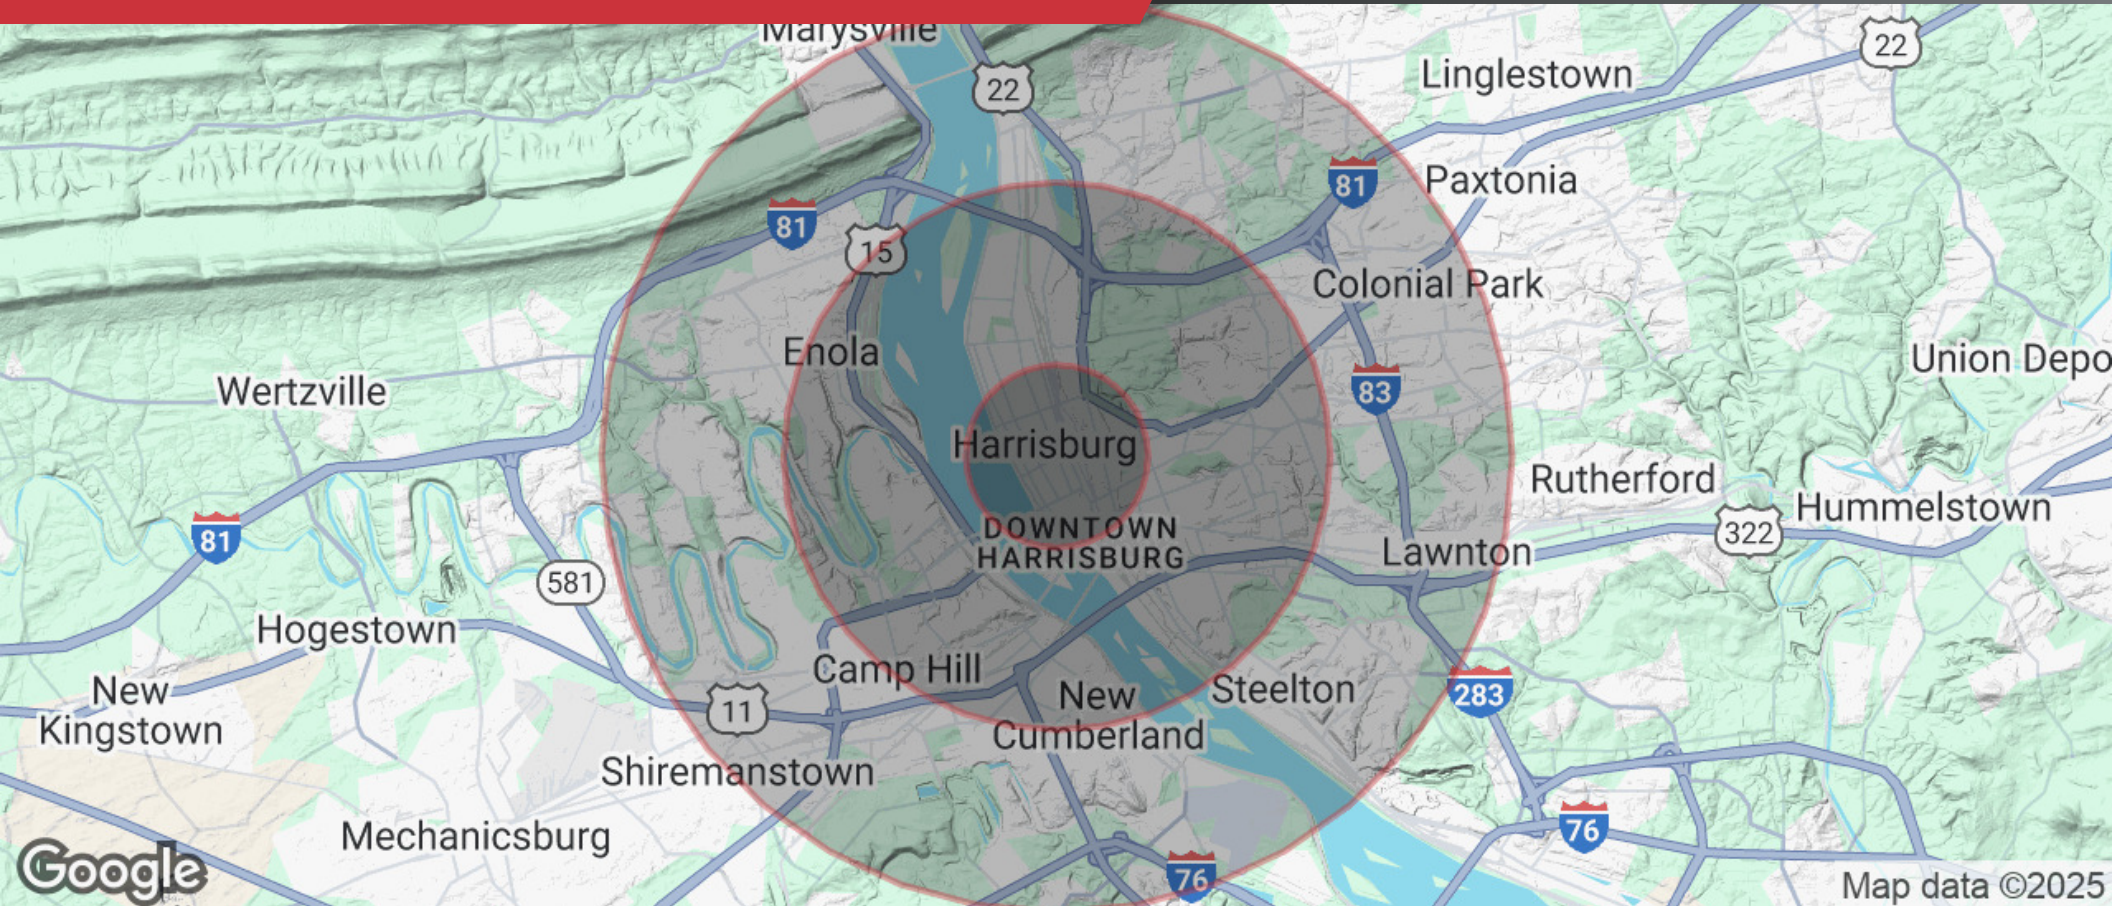 Marysville
22
22
Linglestown
81
Paxtonia
81
15
Colonial Park
Enola
Union Depo
Wertzville
83
Harrisburg
Rutherford
Hummelstown
DOWNTOWN
HARRISBURG
322
81
Lawnton
581
Hogestown
Camp Hill
New
Kingstown
11
New
Cumberland
Steelton
283
Shiremanstown
Mechanicsburg
76
76
Google
Map data ©2025